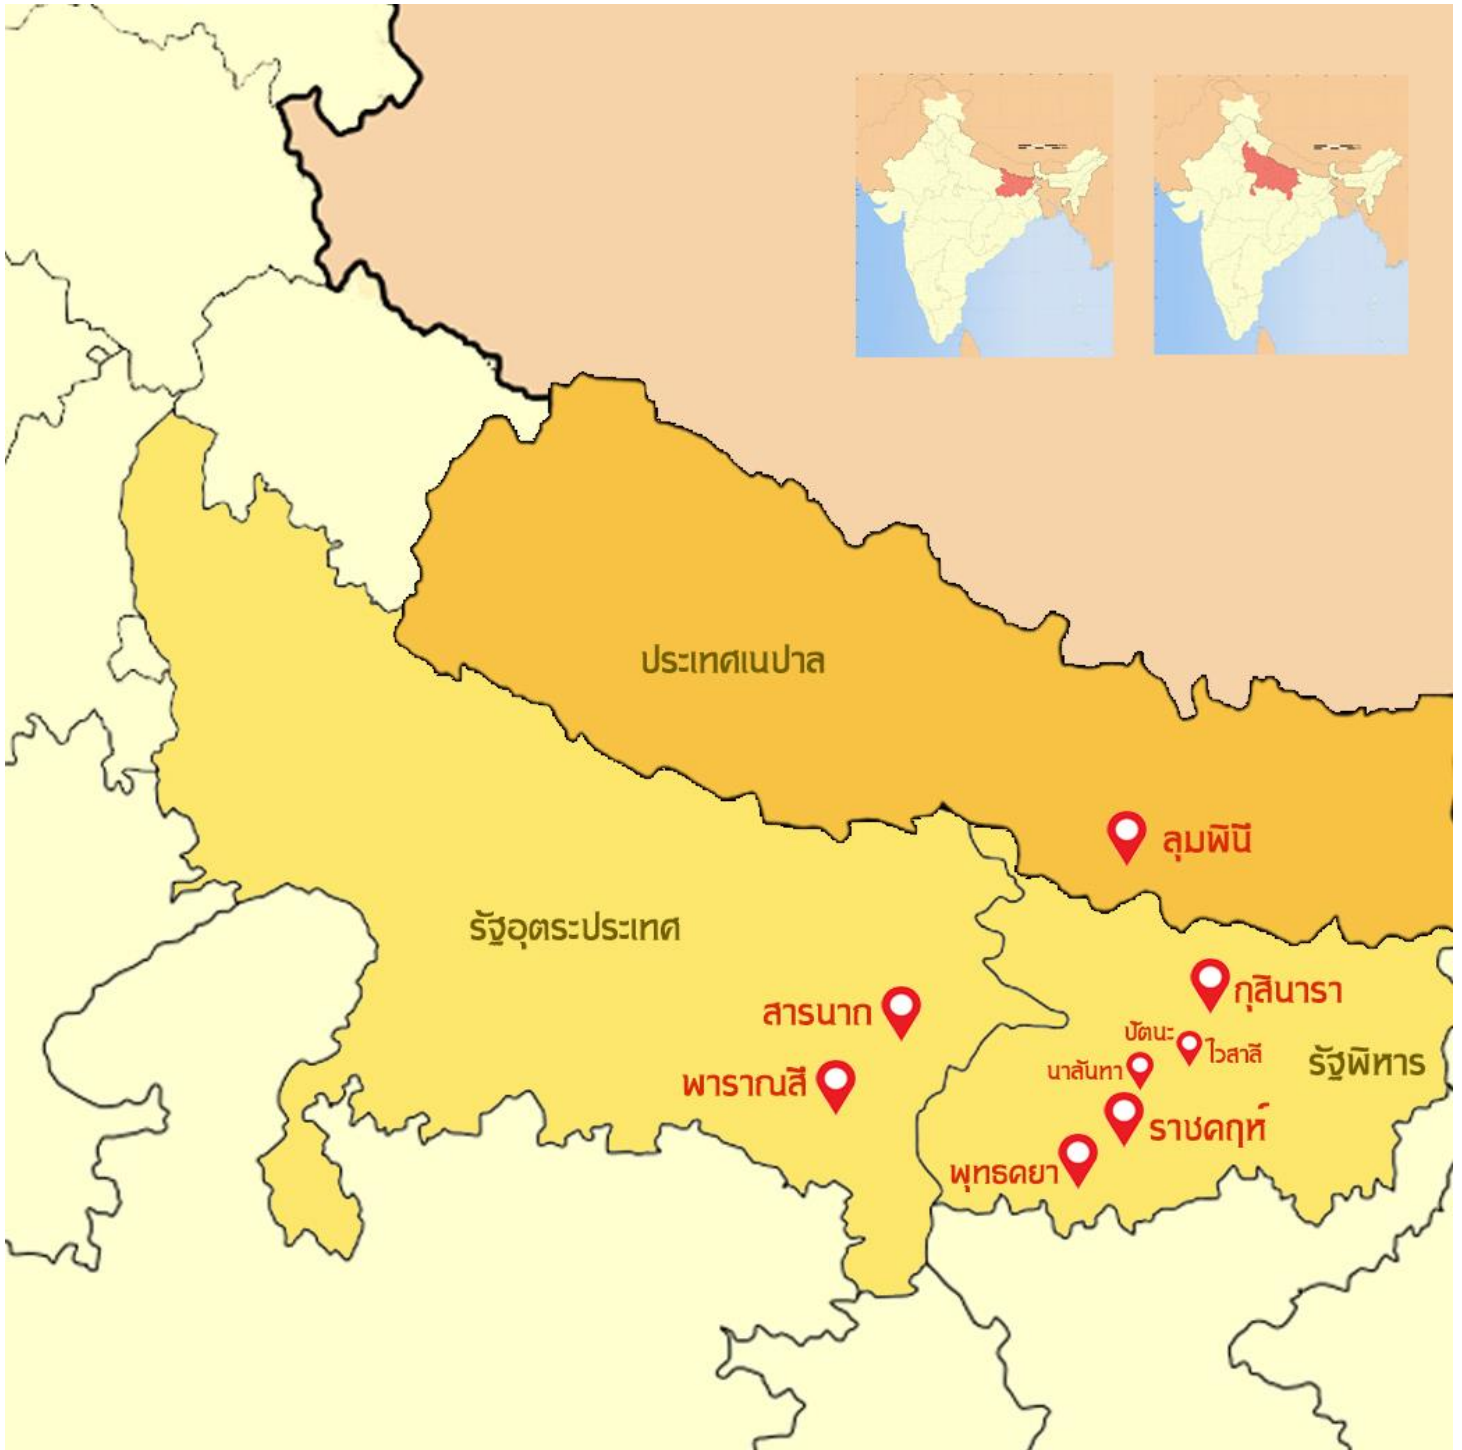 ประเทศเนปาล
ลุมพินี
รัฐอุตระประเทศ
กุสินารา
สารนาถ
ปัตนะ
ไวสาลี
รัฐพิหาร
นาลันทา
พาราณสี
ราชคฤห์
พุทธคยา